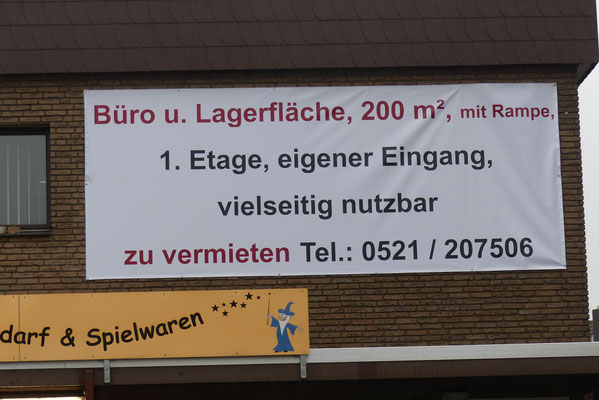 Büro u. Lagerfläche, 200 m², mit Rampe,
1. Etage, eigener Eingang,
vielseitig nutzbar
zu vermieten Tel.: 0521 / 207506
darf & Spielwaren